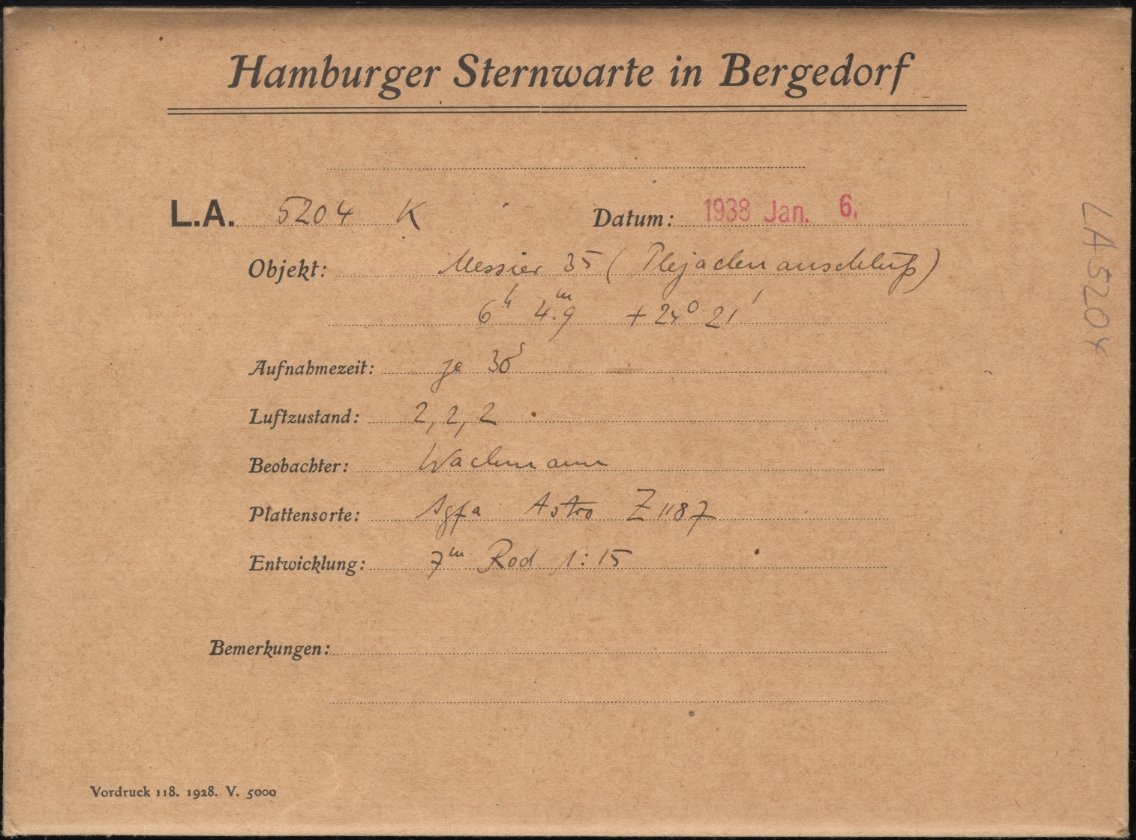 Hamburger Sternwarte in Bergedorf
L.A. 5204 K Datum: 1938 Jan. 6.
Objekt: Messier 35 (Plejadenanschluß)
6h 4m.9 +24° 21'
Aufnahmezeit: je 30s
Luftzustand: 2, 2, 2
Beobachter: Wachmann
Plattensorte: Agfa Astro Z 1187
Entwicklung: 7m Rod 1:15
Bemerkungen:
Vordruck 118. 1928. V. 5000
LA 5204